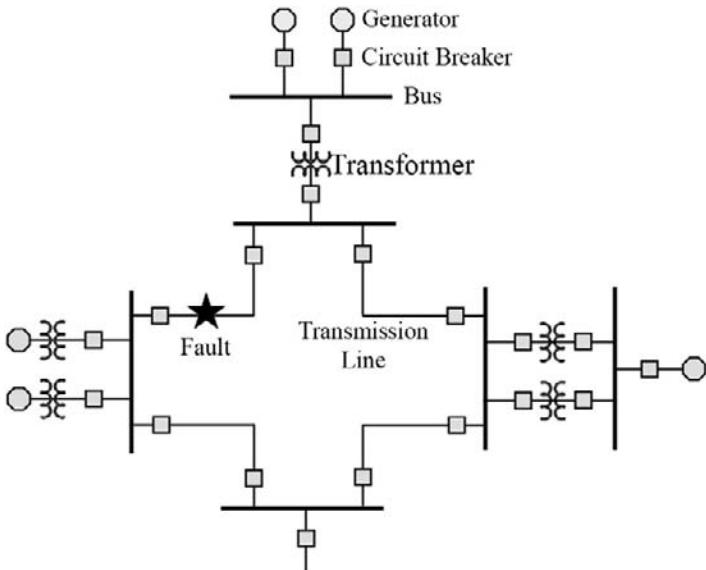 Generator
Circuit Breaker
Bus
Transformer
Fault
Transmission
Line